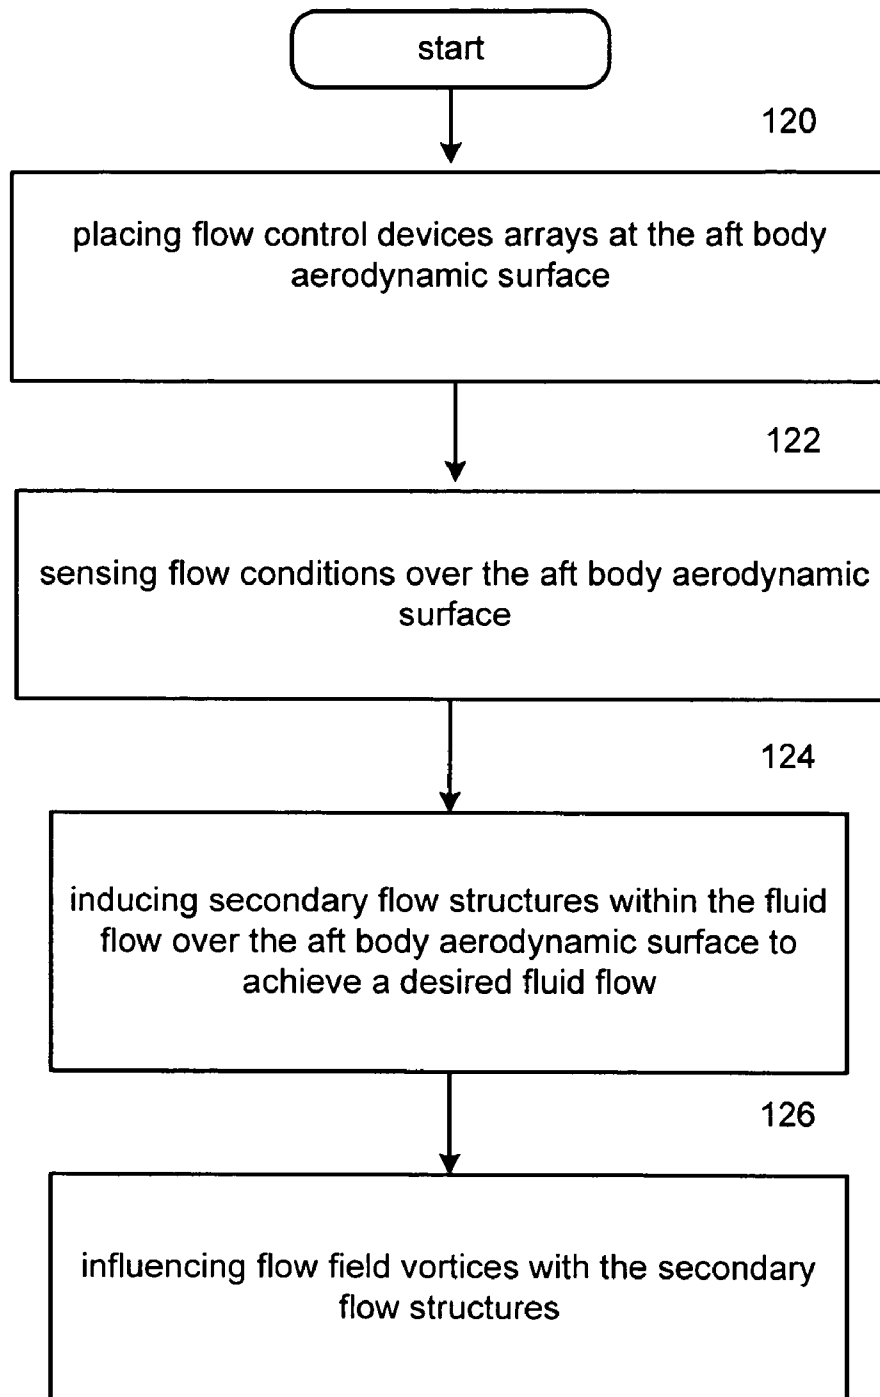 start
120
placing flow control devices arrays at the aft body
aerodynamic surface
122
sensing flow conditions over the aft body aerodynamic
surface
124
inducing secondary flow structures within the fluid
flow over the aft body aerodynamic surface to
achieve a desired fluid flow
126
influencing flow field vortices with the secondary
flow structures